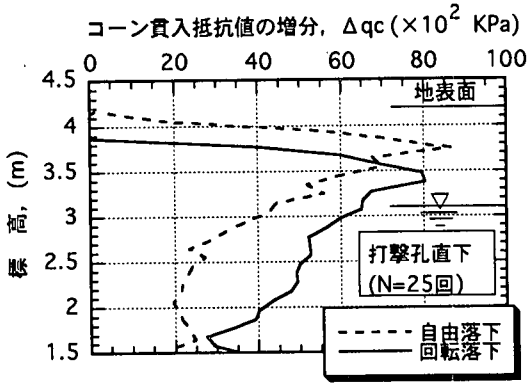 コーン貫入抵抗値の増分, Δqc(×10² KPa)
0 20 40 60 80 100
地表面
4.5
4
3.5
3
2.5
2
1.5
標高, (m)
打撃孔直下
(N=25回)
自由落下
回転落下